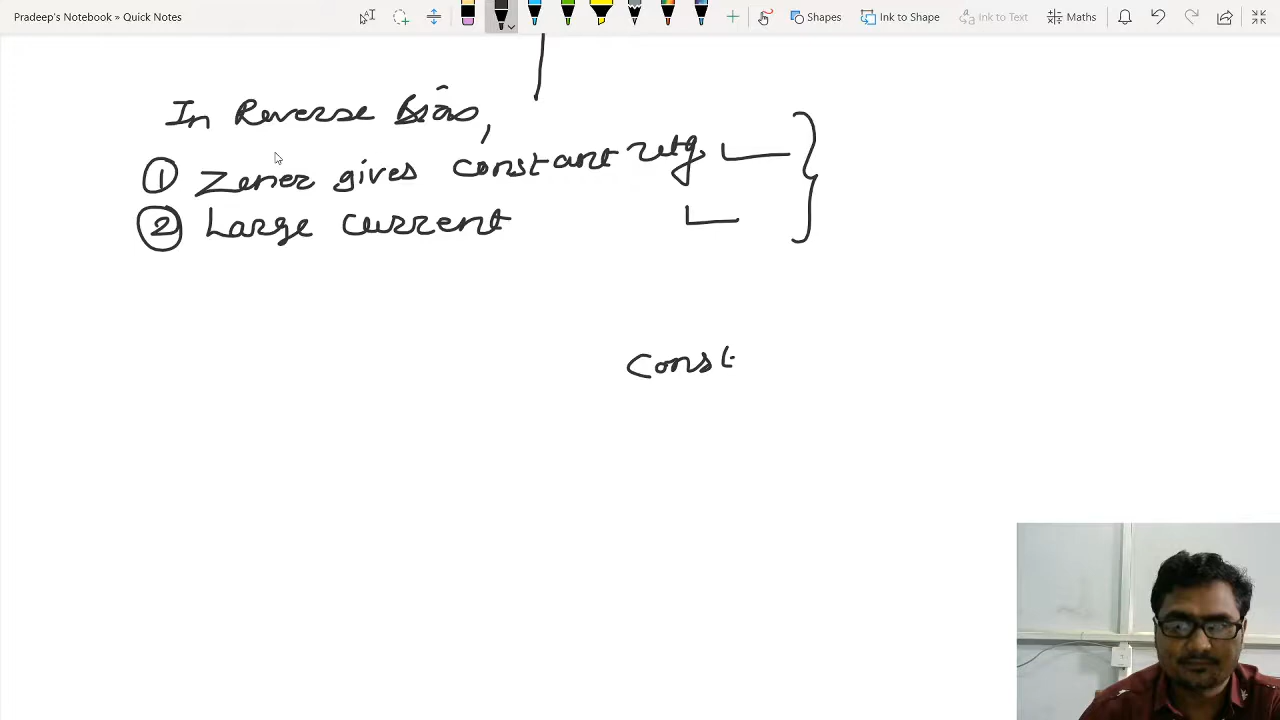 Pradeep's Notebook » Quick Notes
Shapes
Ink to Shape
Ink to Text
Maths
In Reverse Bias,
① Zener gives constant vtg.
② Large current
Const